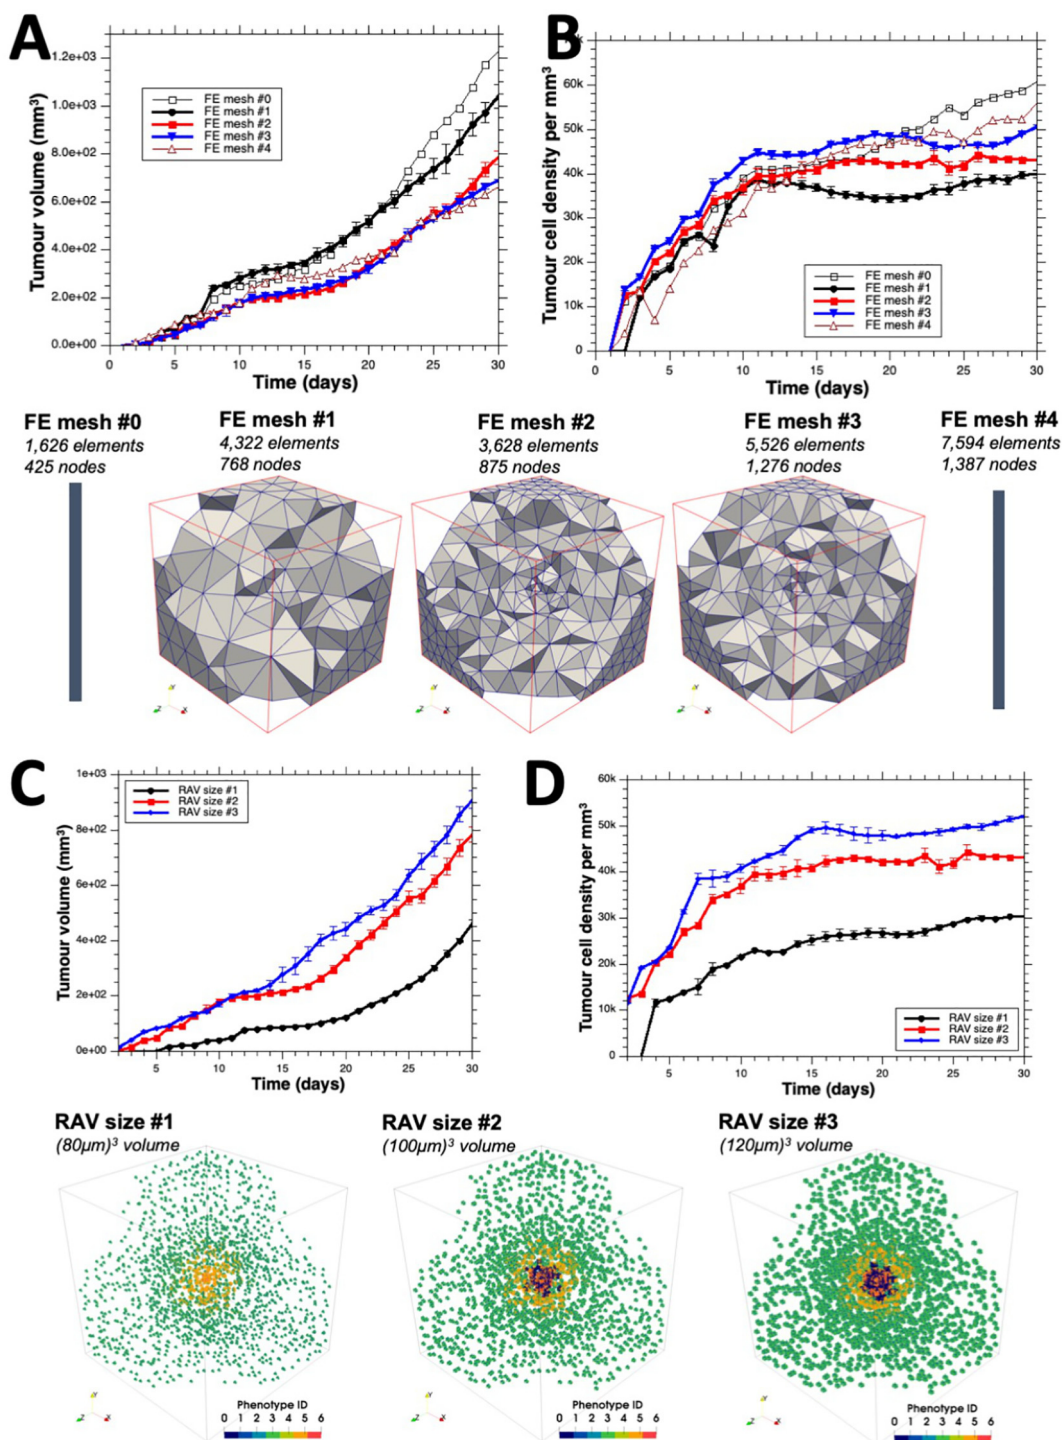 A
B
1.2e+03
1.0e+03
8.0e+02
6.0e+02
4.0e+02
2.0e+02
0.0e+00
Tumour volume (mm³)
FE mesh #0
FE mesh #1
FE mesh #2
FE mesh #3
FE mesh #4
0 5 10 15 20 25 30
Time (days)
60k
50k
40k
30k
20k
10k
0
Tumour cell density per mm³
FE mesh #0
FE mesh #1
FE mesh #2
FE mesh #3
FE mesh #4
0 5 10 15 20 25 30
Time (days)
FE mesh #0
1,626 elements
425 nodes
FE mesh #1
4,322 elements
768 nodes
FE mesh #2
3,628 elements
875 nodes
FE mesh #3
5,526 elements
1,276 nodes
FE mesh #4
7,594 elements
1,387 nodes
Y
Z X
Y
Z X
Y
Z X
C
D
1e+03
8e+02
6e+02
4e+02
2e+02
0e+00
Tumour volume (mm³)
RAV size #1
RAV size #2
RAV size #3
5 10 15 20 25 30
Time (days)
60k
50k
40k
30k
20k
10k
0
Tumour cell density per mm³
RAV size #1
RAV size #2
RAV size #3
5 10 15 20 25 30
Time (days)
RAV size #1
(80µm)³ volume
RAV size #2
(100µm)³ volume
RAV size #3
(120µm)³ volume
Y
Z X
Phenotype ID
0 1 2 3 4 5 6
Y
Z X
Phenotype ID
0 1 2 3 4 5 6
Y
Z X
Phenotype ID
0 1 2 3 4 5 6